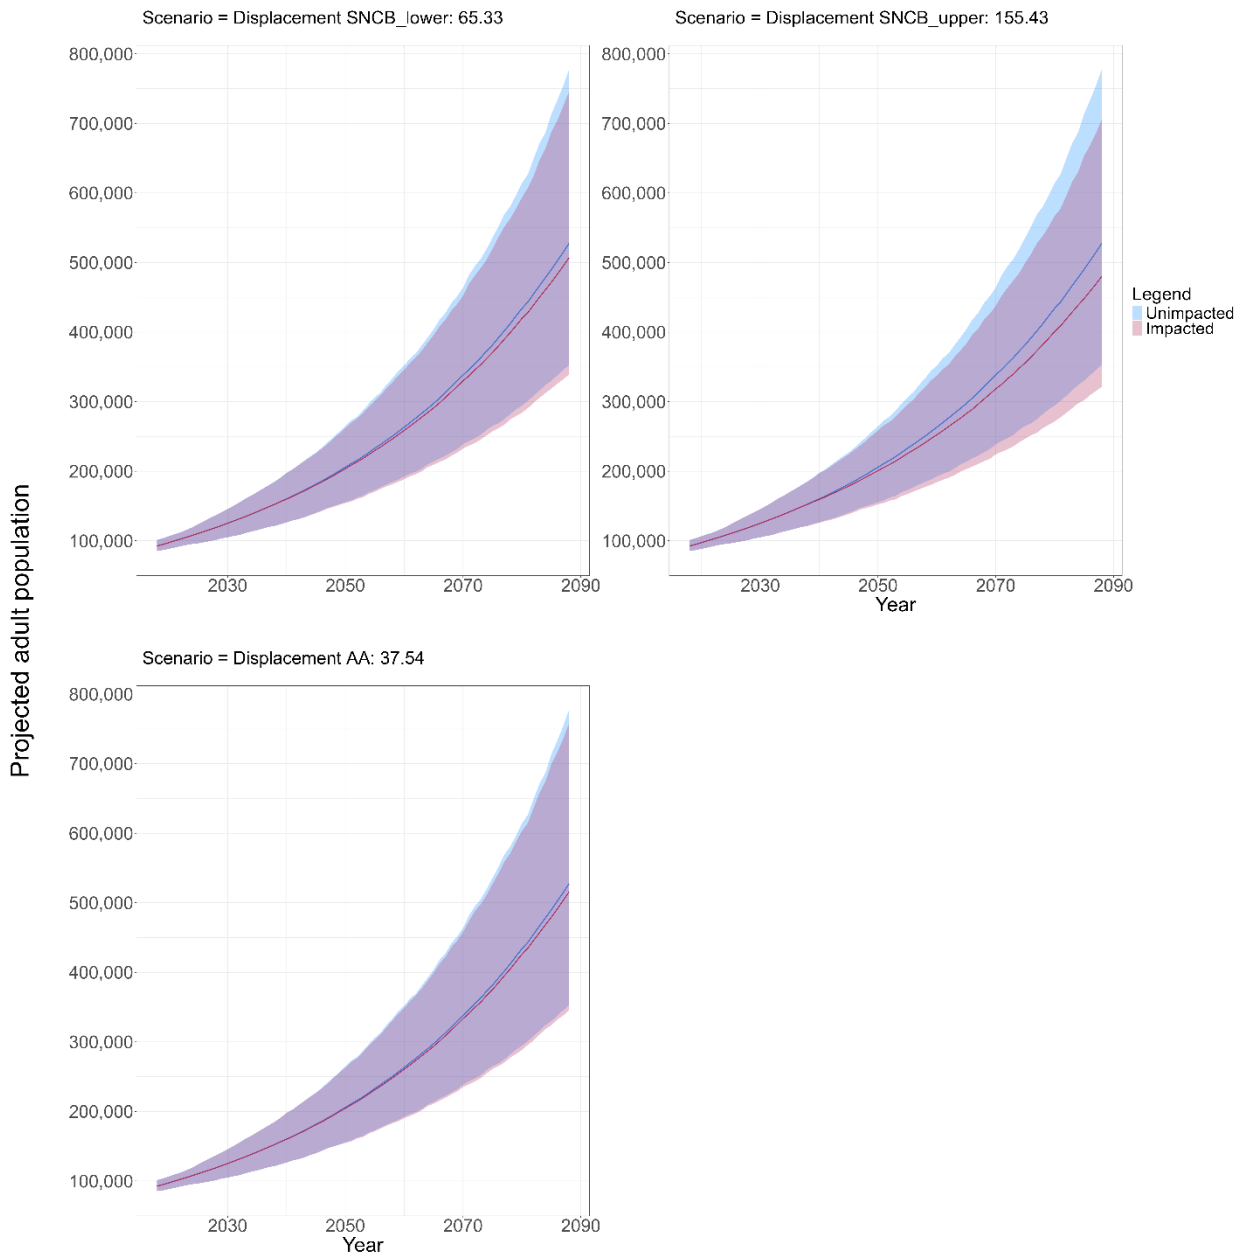 Scenario = Displacement SNCB_lower: 65.33
Scenario = Displacement SNCB_upper: 155.43
800,000
700,000
600,000
500,000
400,000
300,000
200,000
100,000
2030 2050 2070 2090
800,000
700,000
600,000
500,000
400,000
300,000
200,000
100,000
2030 2050 2070 2090
Year
Legend
Unimpacted
Impacted
Projected adult population
Scenario = Displacement AA: 37.54
800,000
700,000
600,000
500,000
400,000
300,000
200,000
100,000
2030 2050 2070 2090
Year